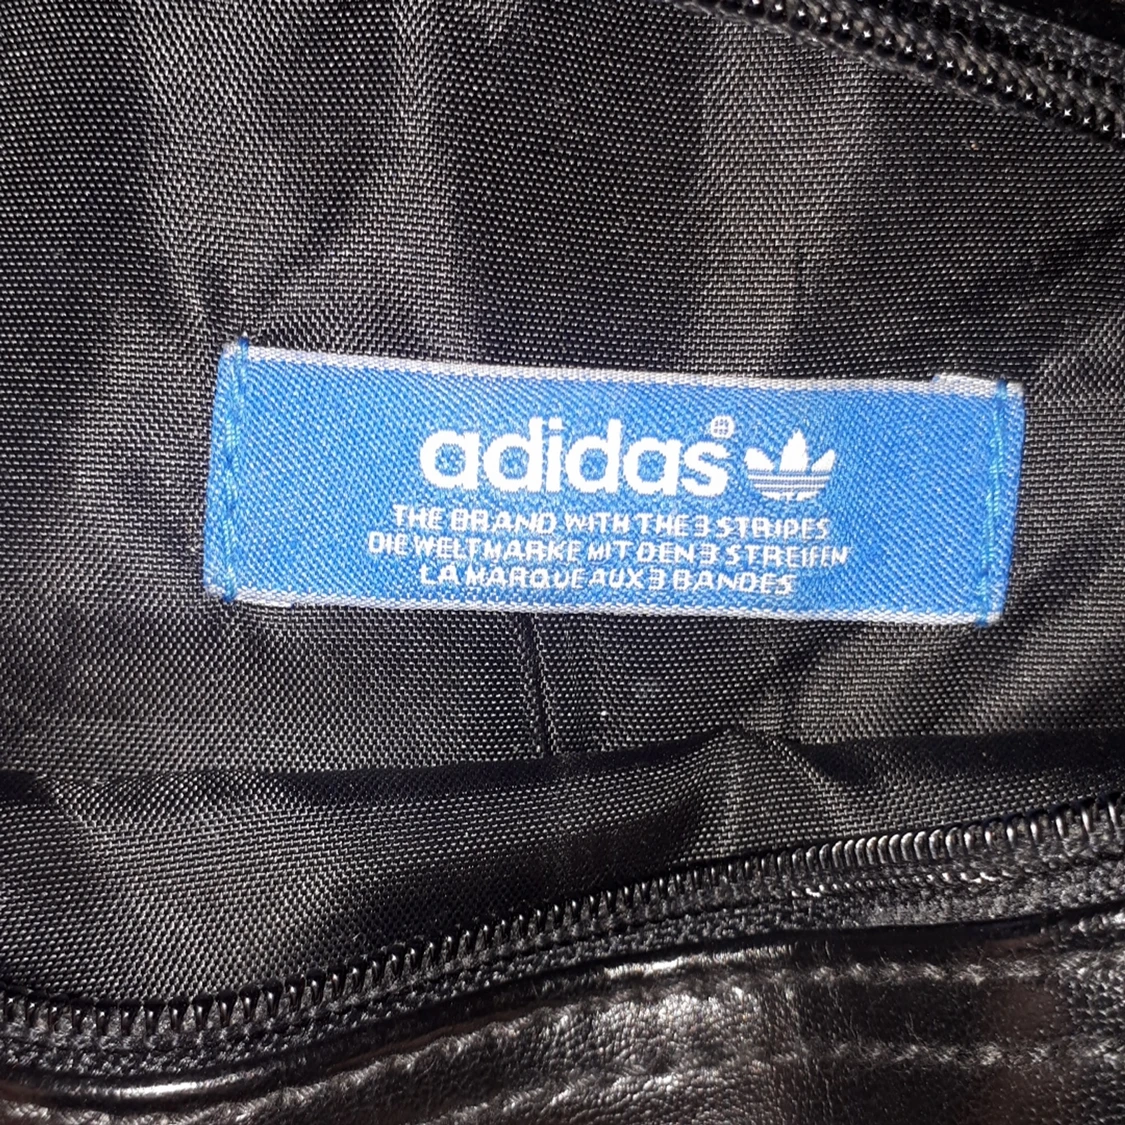 adidas®
THE BRAND WITH THE 3 STRIPES
DIE WELTMARKE MIT DEN 3 STREIFEN
LA MARQUE AUX 3 BANDES